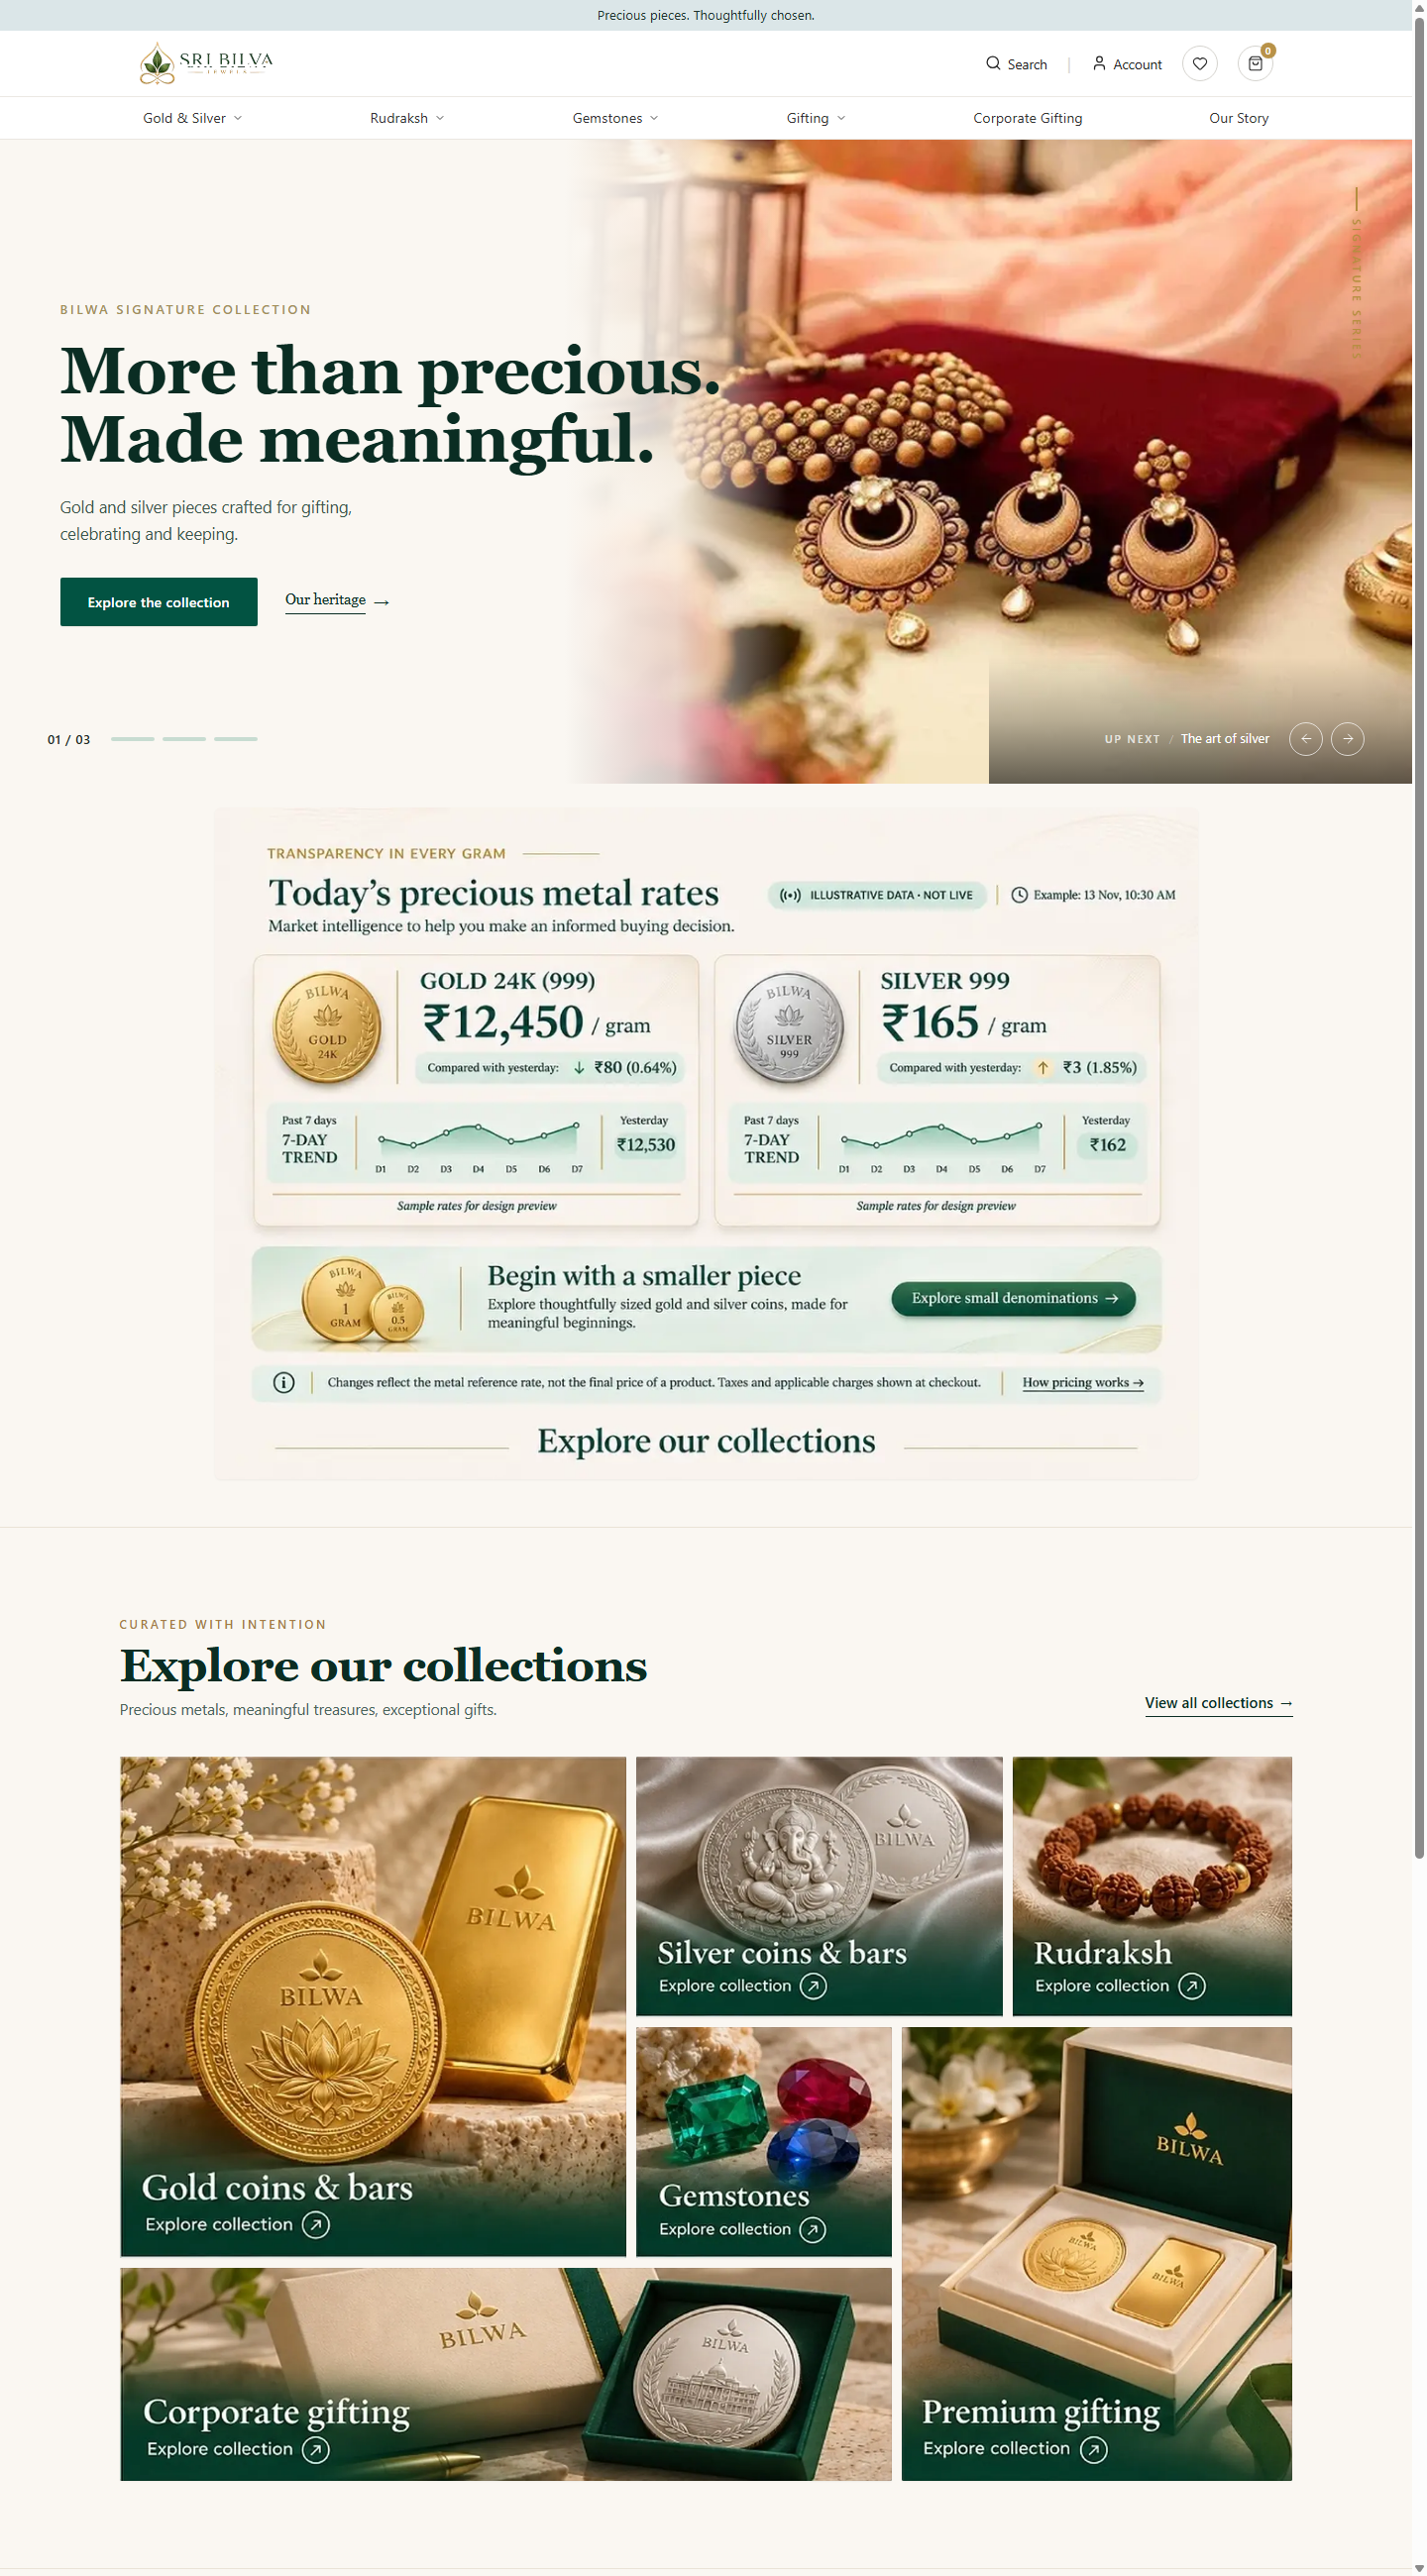 Precious pieces. Thoughtfully chosen.
SRI BILVA
JEWELS
Search
Account
0
Gold & Silver
Rudraksh
Gemstones
Gifting
Corporate Gifting
Our Story
SIGNATURE SERIES
BILWA SIGNATURE COLLECTION
More than precious.
Made meaningful.
Gold and silver pieces crafted for gifting,
celebrating and keeping.
Explore the collection
Our heritage →
01 / 03
UP NEXT / The art of silver
TRANSPARENCY IN EVERY GRAM
Today’s precious metal rates
ILLUSTRATIVE DATA · NOT LIVE
Example: 13 Nov, 10:30 AM
Market intelligence to help you make an informed buying decision.
BILWA
GOLD
24K
GOLD 24K (999)
₹12,450 / gram
Compared with yesterday: ↓ ₹80 (0.64%)
Past 7 days
7-DAY
TREND
D1 D2 D3 D4 D5 D6 D7
Yesterday
₹12,530
Sample rates for design preview
BILWA
SILVER
999
SILVER 999
₹165 / gram
Compared with yesterday: ↑ ₹3 (1.85%)
Past 7 days
7-DAY
TREND
D1 D2 D3 D4 D5 D6 D7
Yesterday
₹162
Sample rates for design preview
BILWA
1
GRAM
BILWA
0.5
GRAM
Begin with a smaller piece
Explore thoughtfully sized gold and silver coins, made for
meaningful beginnings.
Explore small denominations →
Changes reflect the metal reference rate, not the final price of a product. Taxes and applicable charges shown at checkout.
How pricing works →
Explore our collections
CURATED WITH INTENTION
Explore our collections
Precious metals, meaningful treasures, exceptional gifts.
View all collections →
BILWA
BILWA
Gold coins & bars
Explore collection
BILWA
Silver coins & bars
Explore collection
Rudraksh
Explore collection
Gemstones
Explore collection
BILWA
BILWA
BILWA
Premium gifting
Explore collection
BILWA
BILWA
Corporate gifting
Explore collection